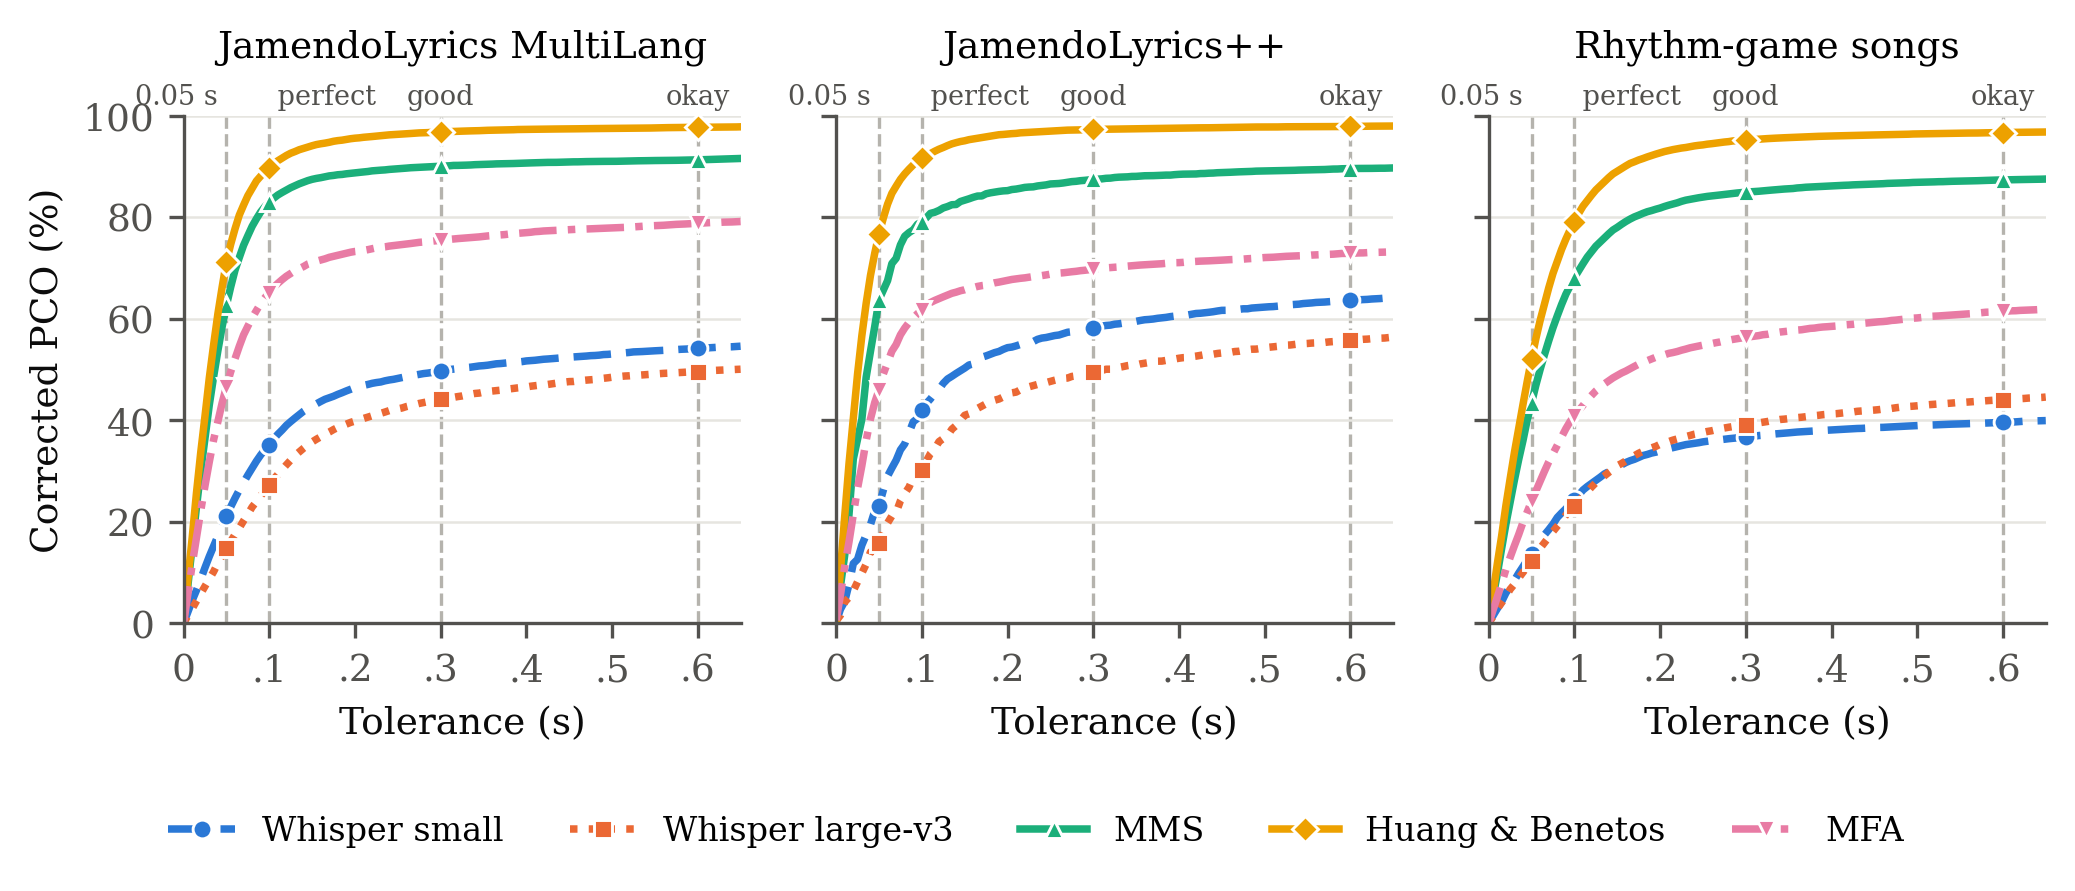 JamendoLyrics MultiLang JamendoLyrics++ Rhythm-game songs
0.05 s perfect good okay 0.05 s perfect good okay 0.05 s perfect good okay
100
80
60
40
20
0
Corrected PCO (%)
0 .1 .2 .3 .4 .5 .6 0 .1 .2 .3 .4 .5 .6 0 .1 .2 .3 .4 .5 .6
Tolerance (s) Tolerance (s) Tolerance (s)
Whisper small Whisper large-v3 MMS Huang & Benetos MFA